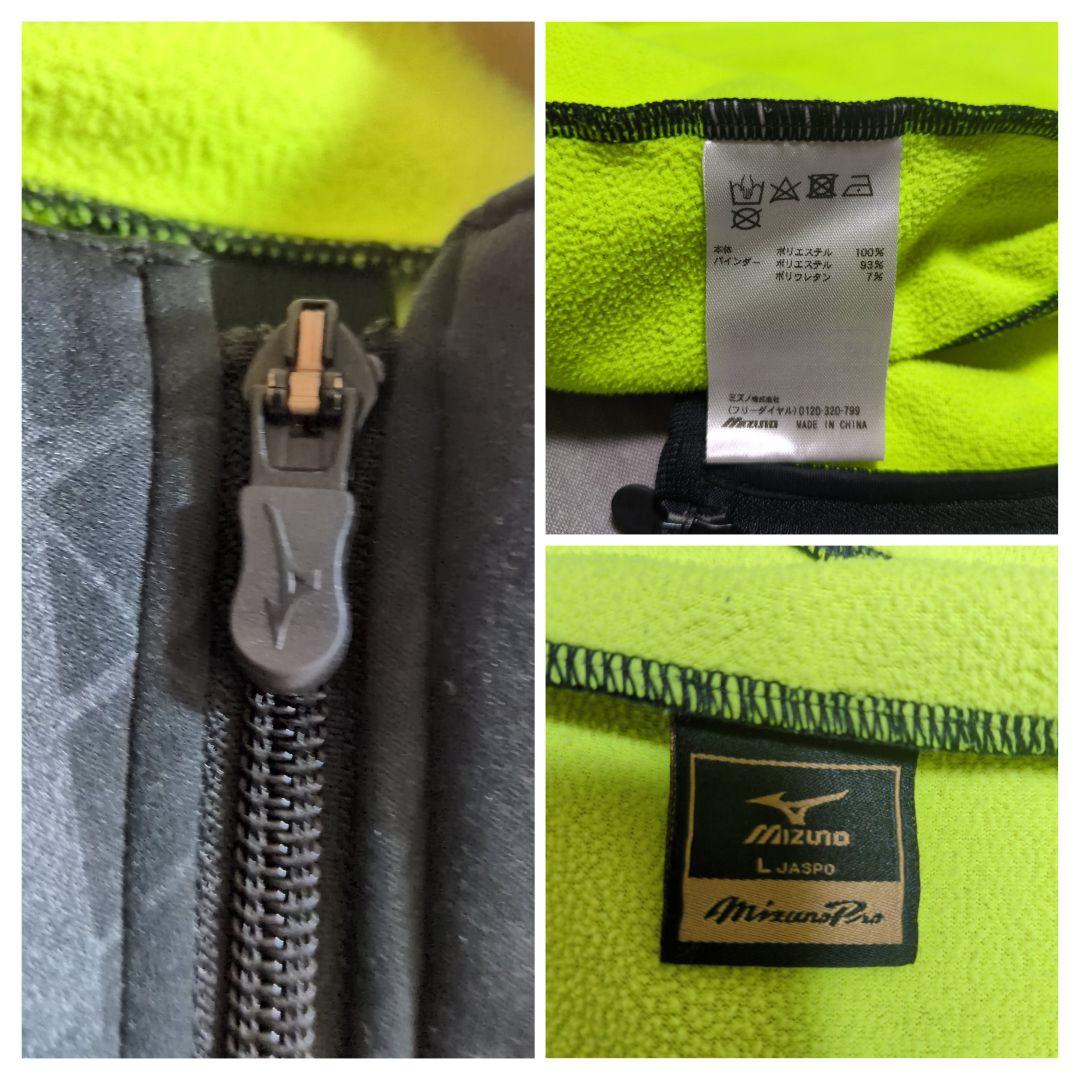 本体 ポリエステル 100%
バインダー ポリエステル 93%
ポリウレタン 7%
ミズノ株式会社
(フリーダイヤル)0120-320-799
Mizuno MADE IN CHINA
Mizuno
L JASPO
MizunoPro